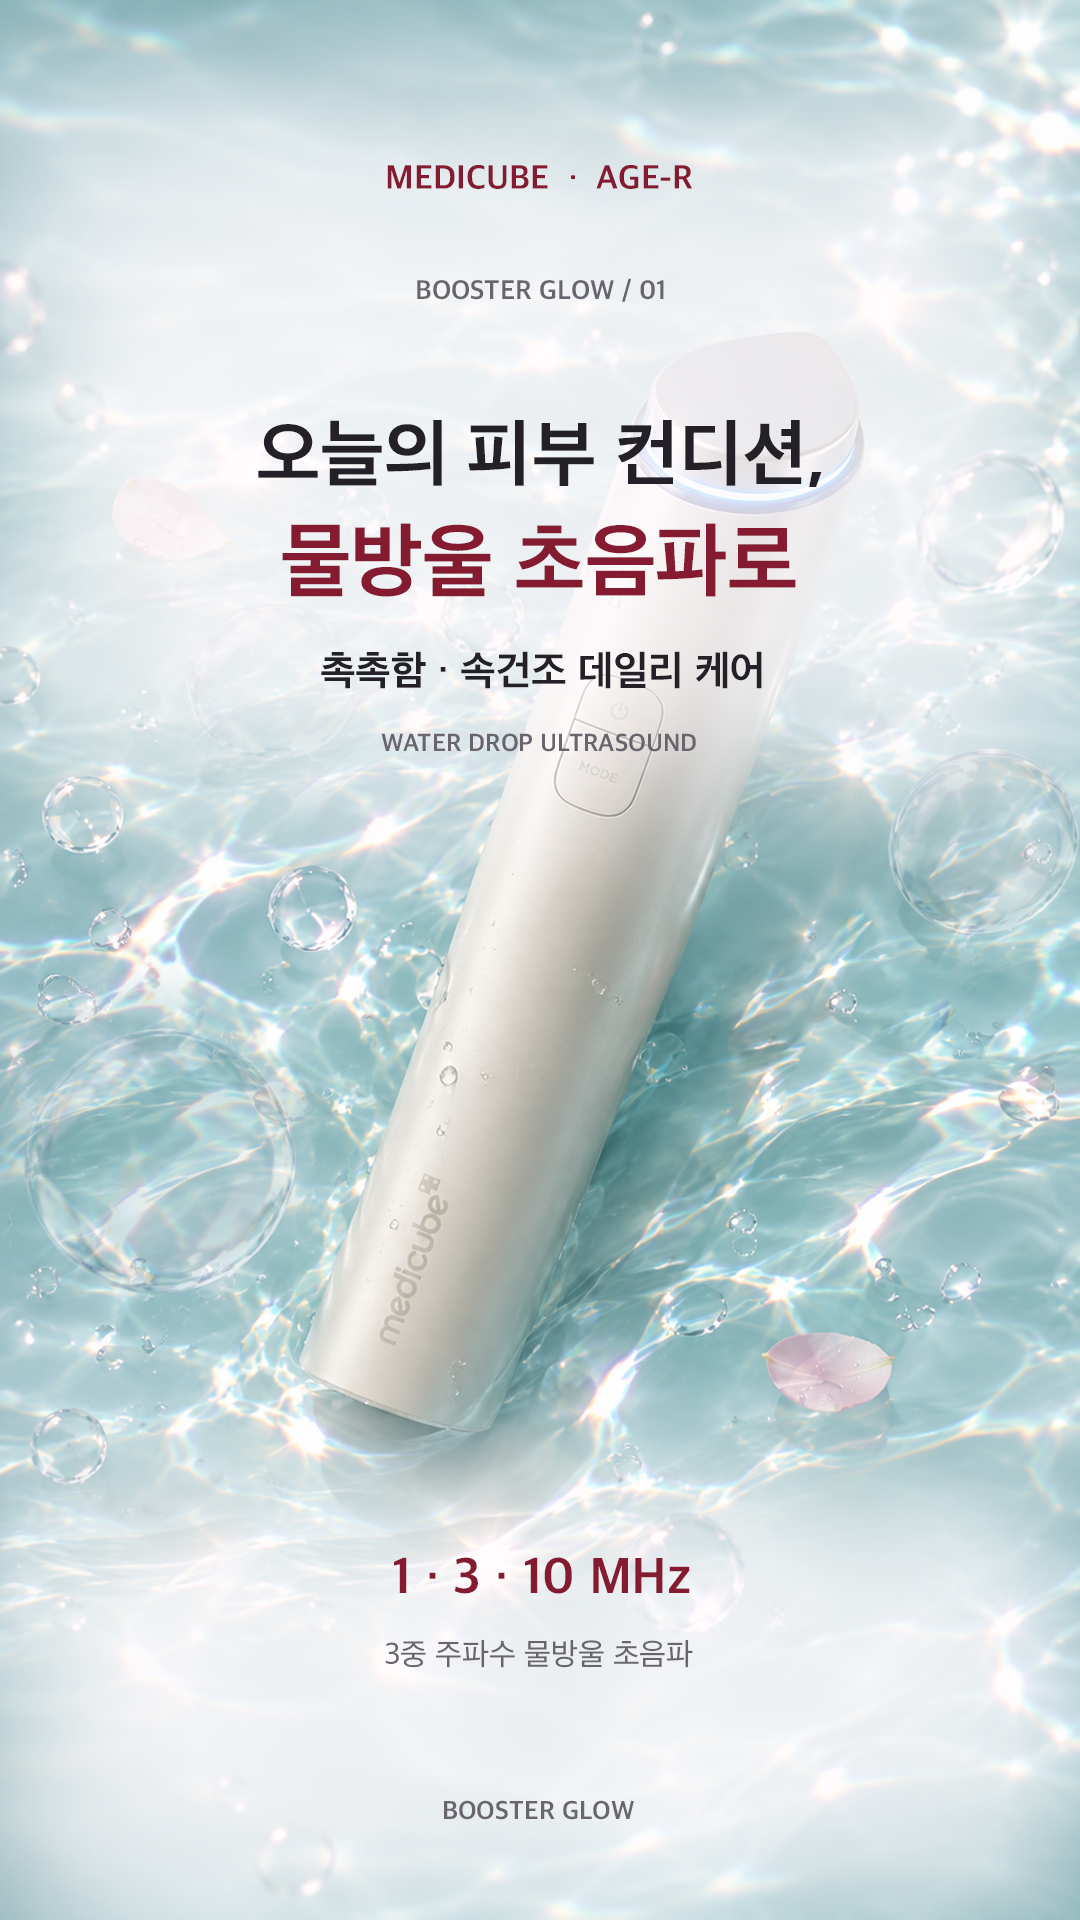 MEDICUBE · AGE-R
BOOSTER GLOW / 01
오늘의 피부 컨디션,
물방울 초음파로
촉촉함 · 속건조 데일리 케어
WATER DROP ULTRASOUND
MODE
medicube
1 · 3 · 10 MHz
3중 주파수 물방울 초음파
BOOSTER GLOW